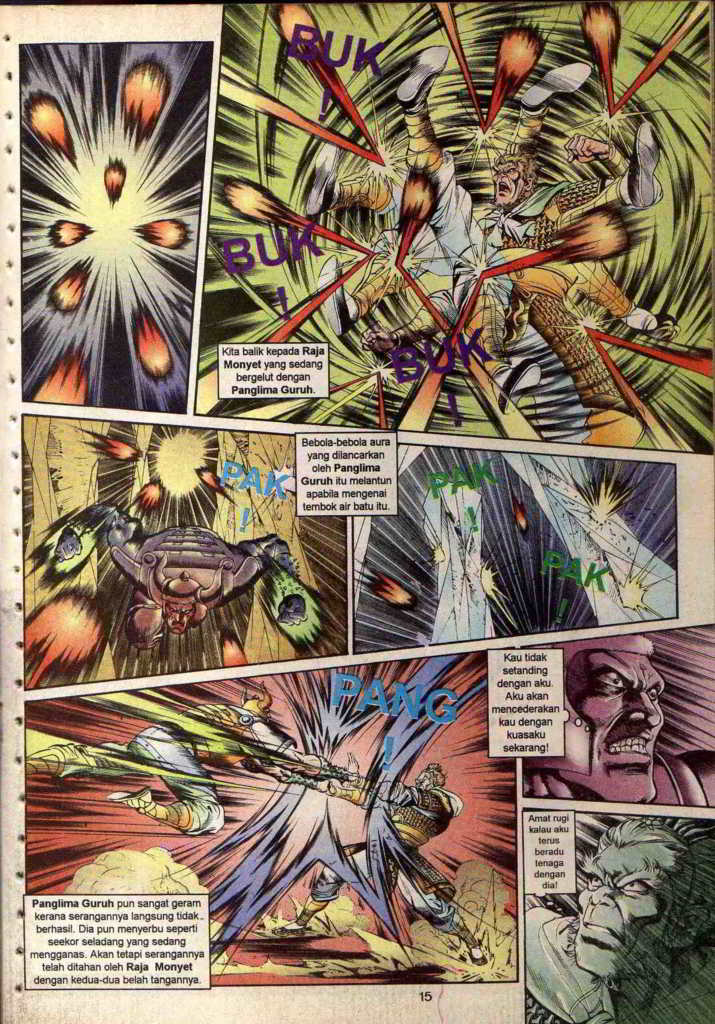 BUK
!
BUK
!
BUK
!
Kita balik kepada Raja
Monyet yang sedang
bergelut dengan
Panglima Guruh.
PAK
!
Bebola-bebola aura
yang dilancarkan
oleh Panglima
Guruh itu melantun
apabila mengenai
tembok air batu itu.
PAK
!
PAK
!
PANG
!
Kau tidak
setanding
dengan aku.
Aku akan
mencederakan
kau dengan
kuasaku
sekarang!
Amat rugi
kalau aku
terus
beradu
tenaga
dengan
dia!
Panglima Guruh pun sangat geram
kerana serangannya langsung tidak
berhasil. Dia pun menyerbu seperti
seekor seladang yang sedang
mengganas. Akan tetapi serangannya
telah ditahan oleh Raja Monyet
dengan kedua-dua belah tangannya.
15